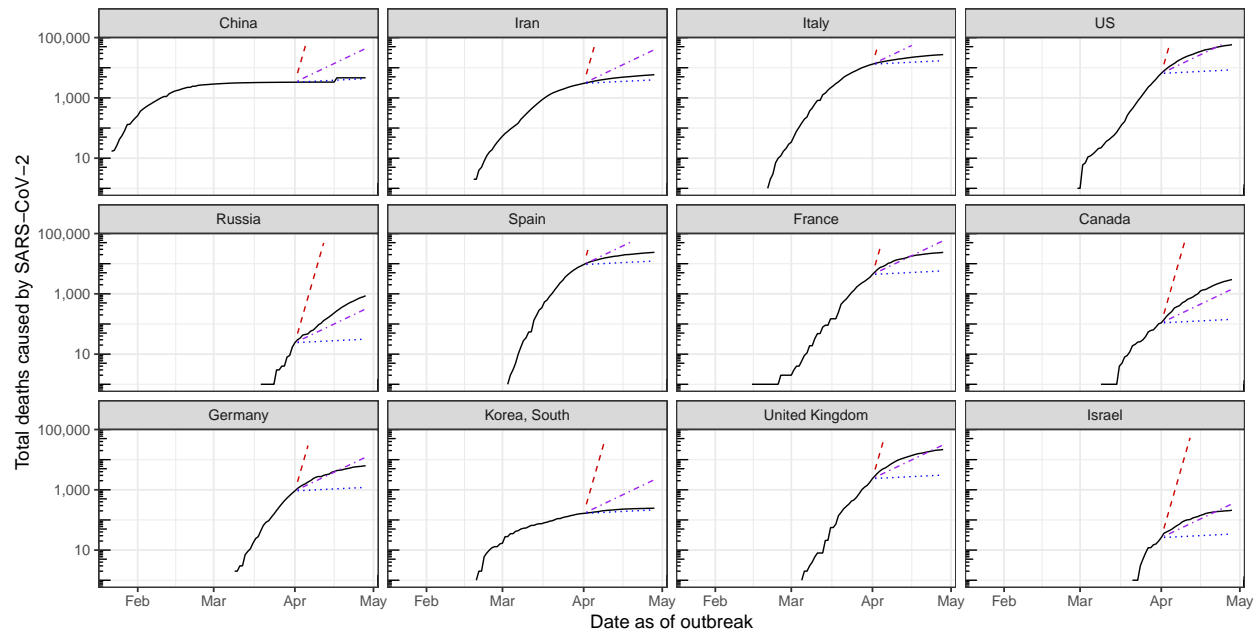 China Iran Italy US
100,000
1,000
10
Russia Spain France Canada
100,000
1,000
10
Germany Korea, South United Kingdom Israel
100,000
1,000
10
Feb Mar Apr May Feb Mar Apr May Feb Mar Apr May Feb Mar Apr May
Date as of outbreak
Total deaths caused by SARS−CoV−2